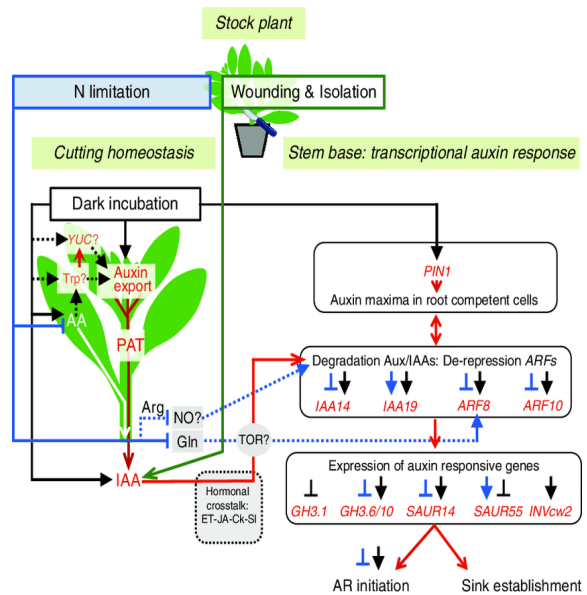 Stock plant
N limitation
Wounding & Isolation
Cutting homeostasis
Stem base: transcriptional auxin response
Dark incubation
YUC?
Trp?
Auxin
export
AA
PAT
PIN1
Auxin maxima in root competent cells
Degradation Aux/IAAs: De-repression ARFs
IAA14
IAA19
ARF8
ARF10
Arg
NO?
Gln
TOR?
IAA
Hormonal
crosstalk:
ET-JA-Ck-Sl
Expression of auxin responsive genes
GH3.1
GH3.6/10
SAUR14
SAUR55
INVcw2
AR initiation
Sink establishment